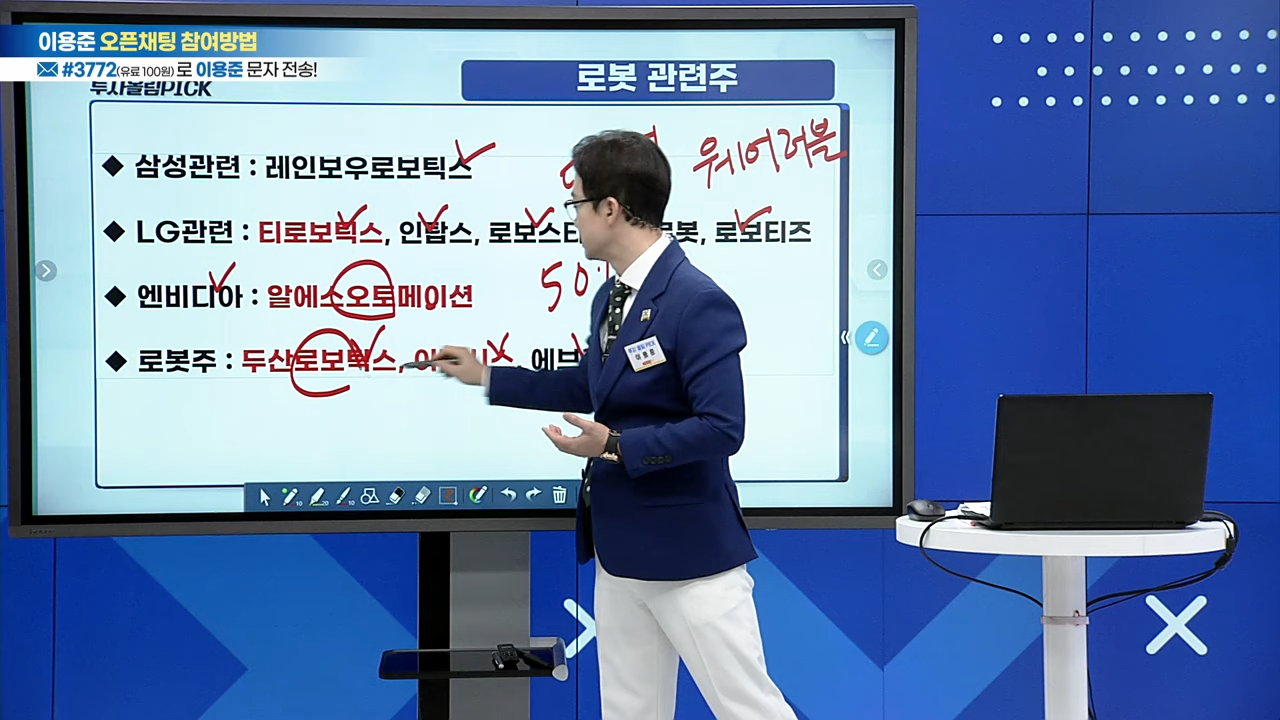 이용준 오픈채팅 참여방법
#3772(유료 100원)로 이용준 문자 전송!
투자올림PICK
로봇 관련주
웨어러블
◆ 삼성관련 : 레인보우로보틱스
◆ LG관련 : 티로보틱스, 인탑스, 로보스타 로봇, 로보티즈
◆ 엔비디아 : 알에스오토메이션
50%
◆ 로봇주 : 두산로보틱스, 에브
이용준